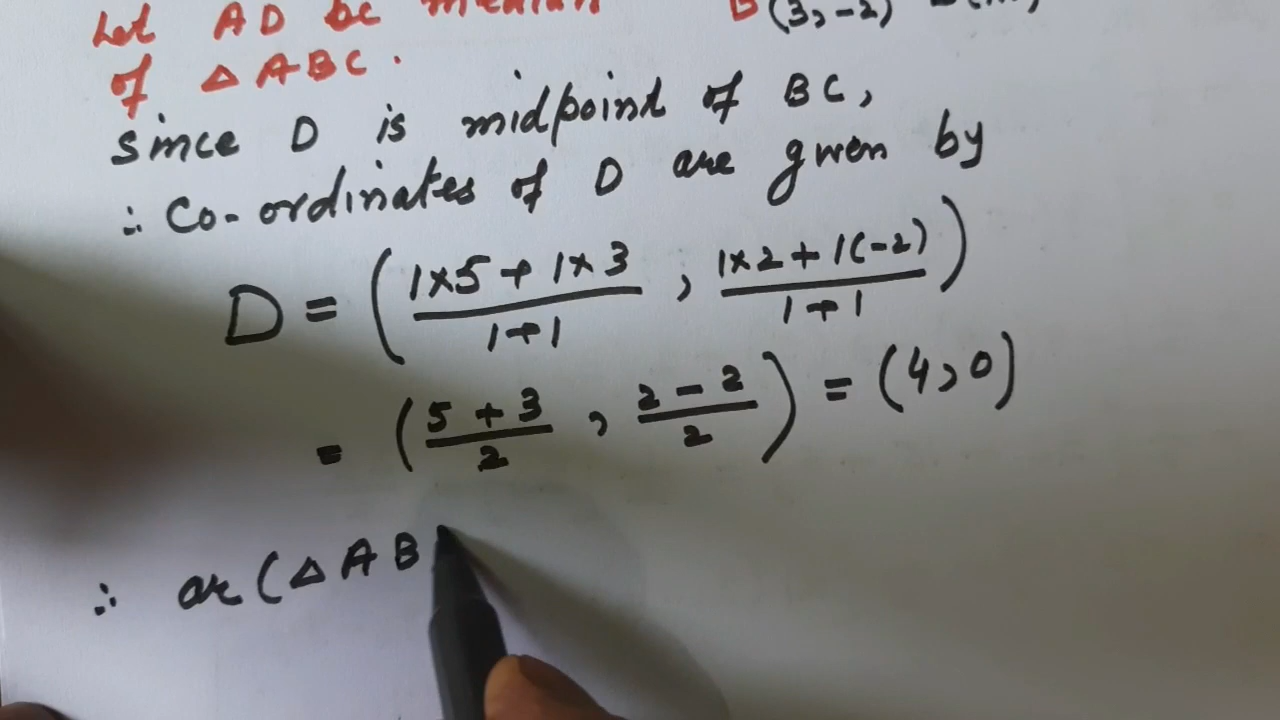 Let AD be median B(3,-2)
of △ABC.
since D is midpoint of BC,
∴ Co-ordinates of D are given by
D = ( (1×5 + 1×3)/(1+1) , (1×2 + 1(-2))/(1+1) )
= ( (5+3)/2 , (2-2)/2 ) = (4,0)
∴ ar(△AB